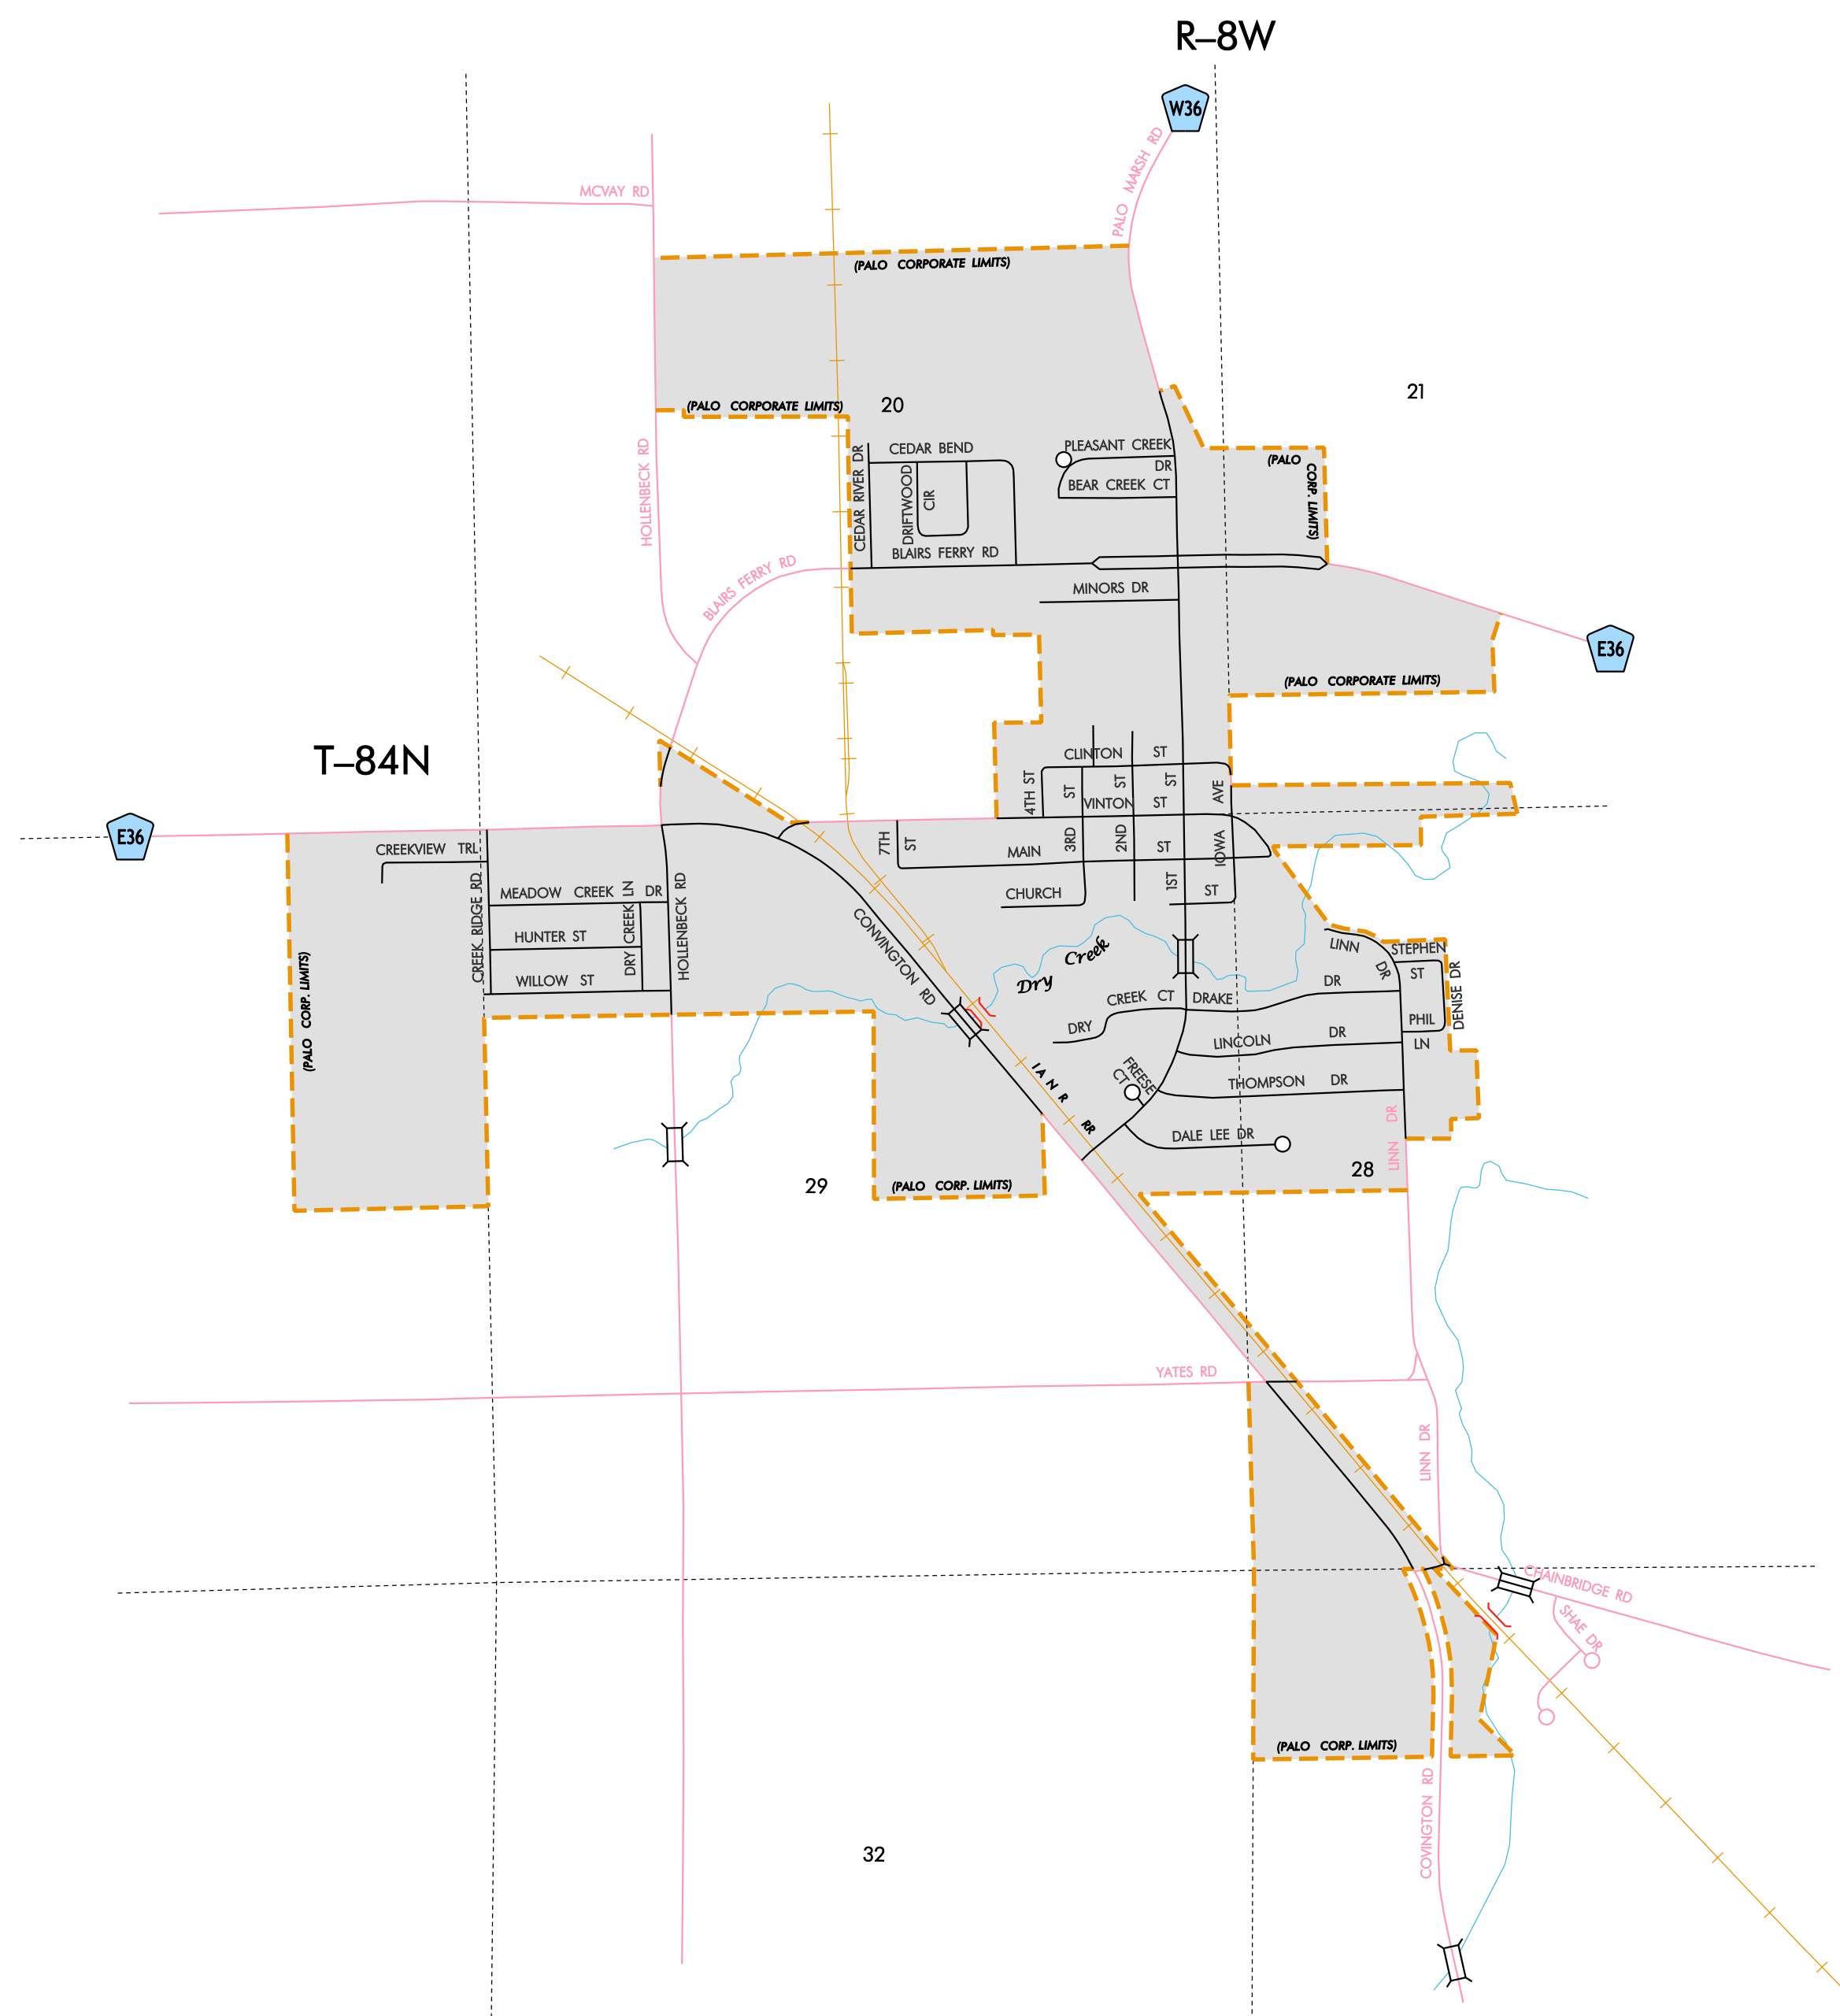 R–8W
W36
PALO MARSH RD
MCVAY RD
(PALO CORPORATE LIMITS)
21
(PALO CORPORATE LIMITS)
20
HOLLENBECK RD
CEDAR RIVER DR
CEDAR BEND
PLEASANT CREEK
DR
(PALO
CORP. LIMITS)
DRIFTWOOD
CIR
BEAR CREEK CT
BLAIRS FERRY RD
BLAIRS FERRY RD
MINORS DR
E36
(PALO CORPORATE LIMITS)
T–84N
CLINTON ST
4TH ST
3RD ST
2ND ST
1ST ST
IOWA AVE
VINTON ST
E36
7TH ST
MAIN ST
CREEKVIEW TRL
CREEK RIDGE RD
MEADOW CREEK DR
DRY CREEK LN
HOLLENBECK RD
CHURCH ST
HUNTER ST
WILLOW ST
CONVINGTON RD
Dry Creek
LINN DR
STEPHEN
ST
DENISE DR
(PALO CORP. LIMITS)
DRY CREEK CT
DRAKE DR
PHIL
LN
LINCOLN DR
IANR RR
FREESE
CT
THOMPSON DR
LINN DR
DALE LEE DR
28
29
(PALO CORP. LIMITS)
YATES RD
LINN DR
CHAINBRIDGE RD
SHAE DR
(PALO CORP. LIMITS)
COVINGTON RD
32